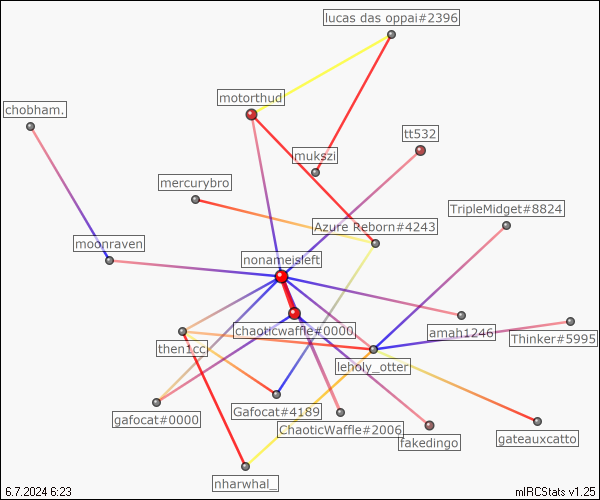 lucas das oppai#2396
motorthud
chobham.
tt532
mukszi
mercurybro
TripleMidget#8824
Azure Reborn#4243
moonraven
nonameisleft
chaoticwaffle#0000
amah1246
Thinker#5995
then1cci
leholy_otter
gafocat#0000
Gafocat#4189
ChaoticWaffle#2006
fakedingo
gateauxcatto
nharwhal_
6.7.2024 6:23
mIRCStats v1.25